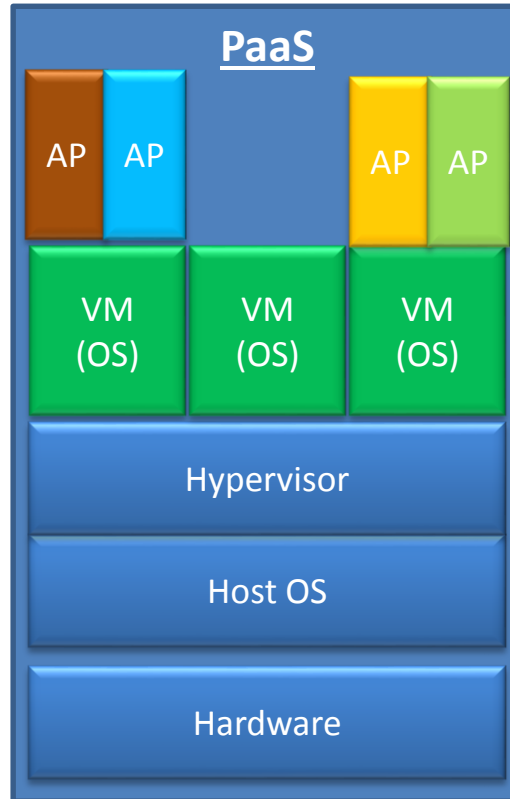 PaaS
AP AP AP AP
VM VM VM
(OS) (OS) (OS)
Hypervisor
Host OS
Hardware